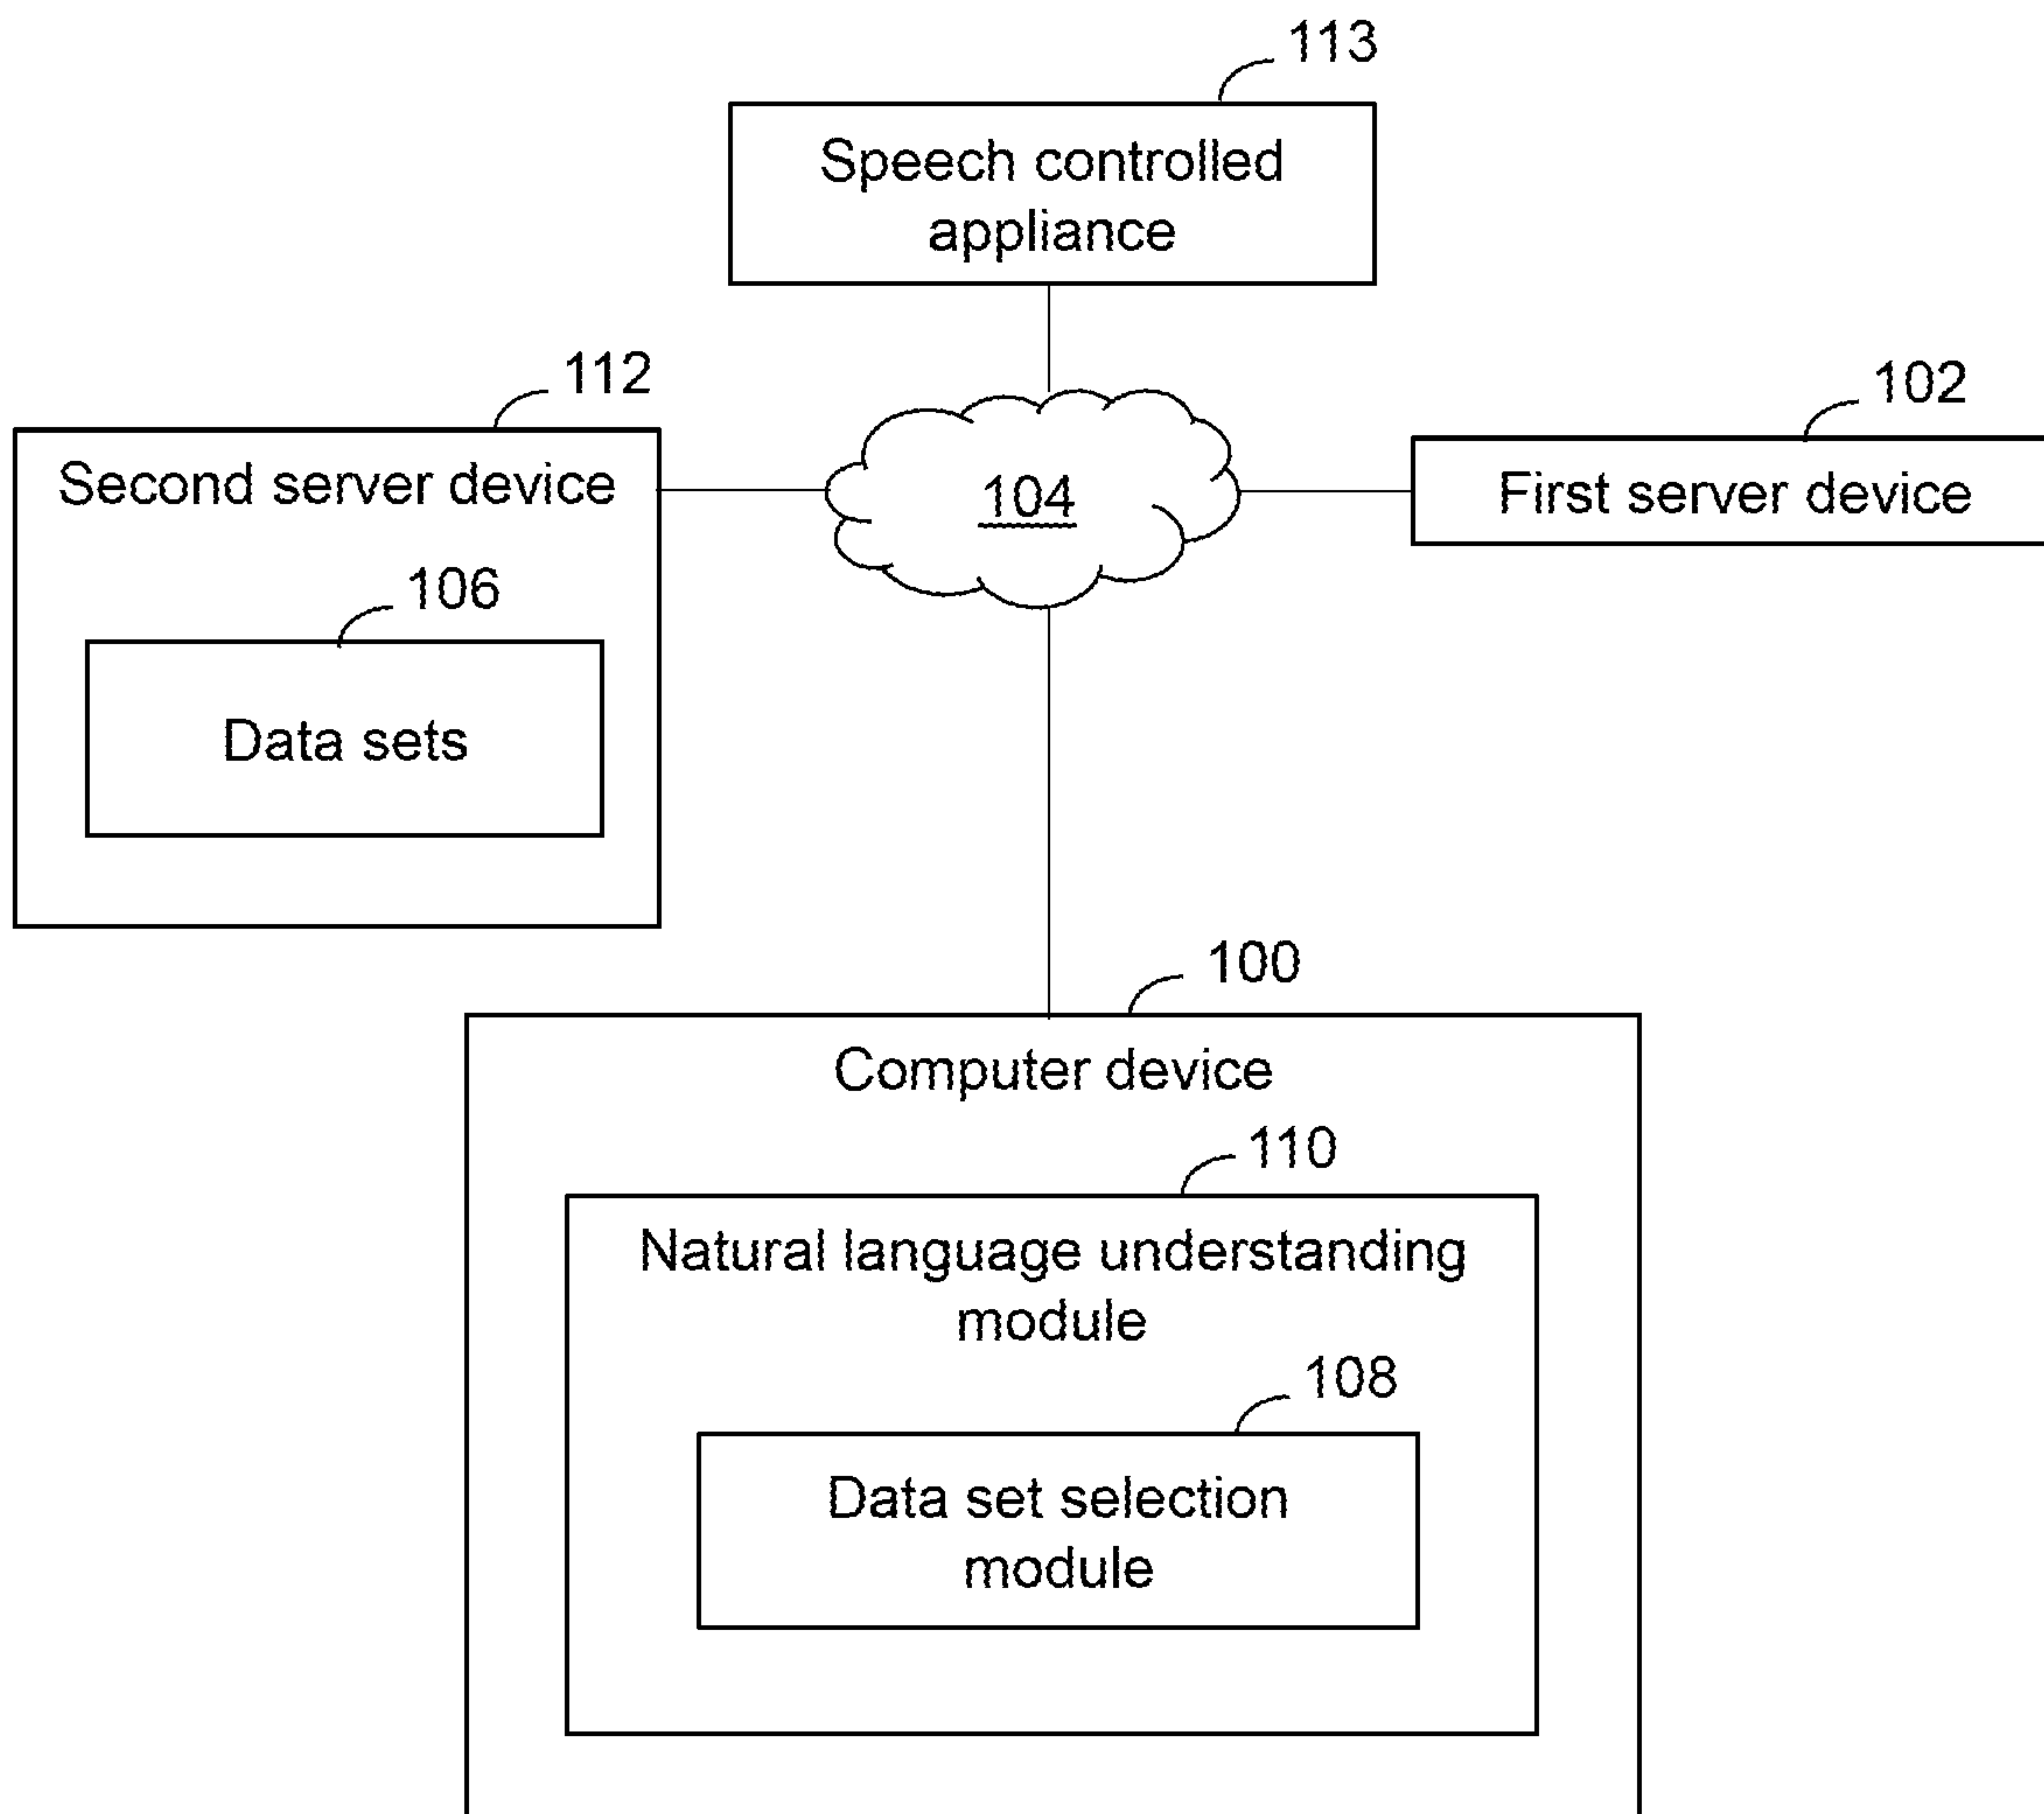 113
Speech controlled
appliance
112
102
Second server device
104
First server device
106
Data sets
100
Computer device
110
Natural language understanding
module
108
Data set selection
module